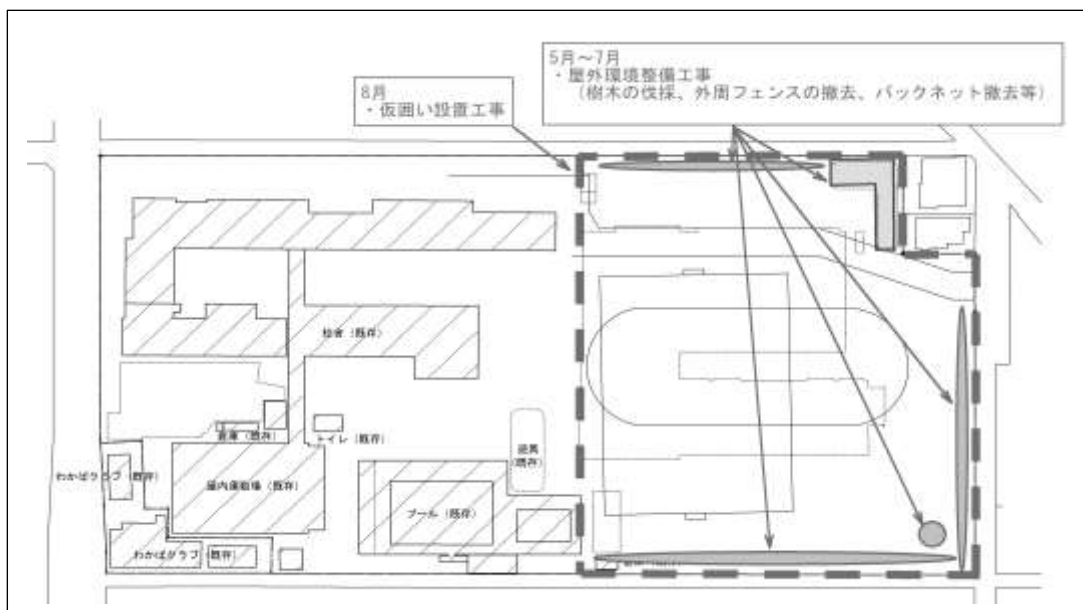 5月～7月
・屋外環境整備工事
（樹木の伐採、外周フェンスの撤去、バックネット撤去等）
8月
・仮囲い設置工事
校舎（既存）
倉庫（既存）
トイレ（既存）
遊具
（既存）
わかばクラブ（既存）
屋内運動場（既存）
プール（既存）
わかばクラブ（既存）